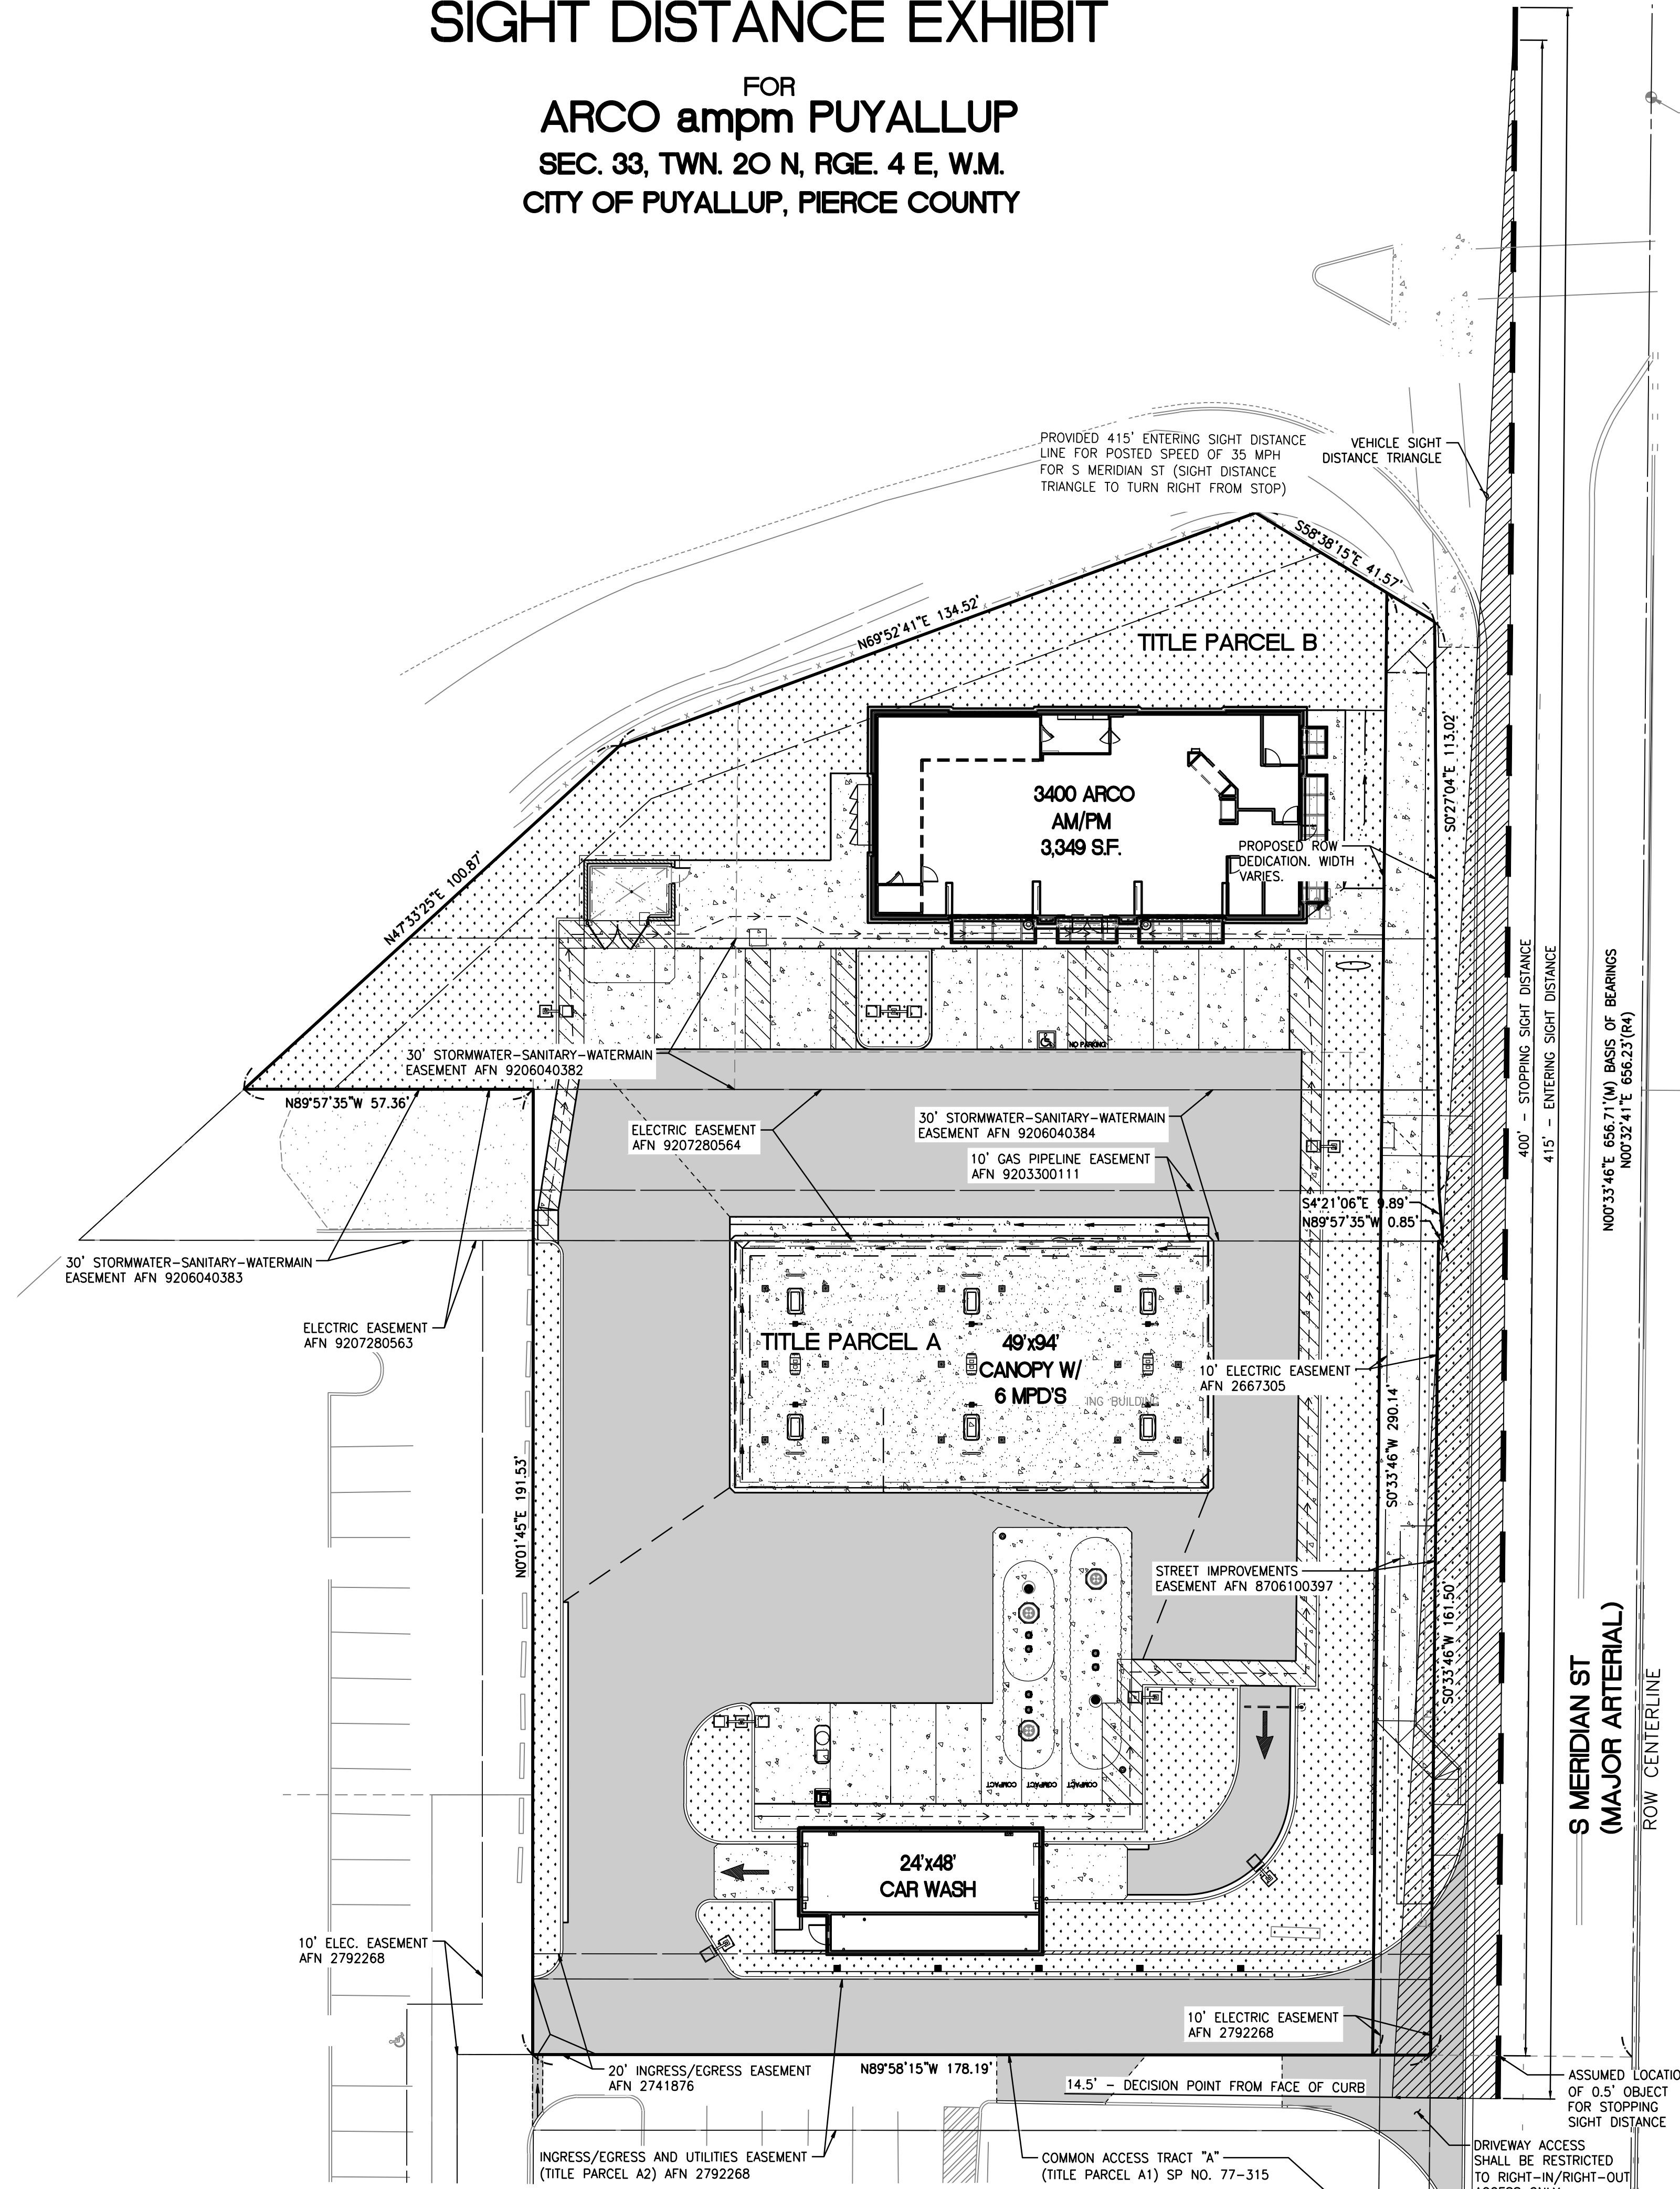 SIGHT DISTANCE EXHIBIT
FOR
ARCO ampm PUYALLUP
SEC. 33, TWN. 20 N, RGE. 4 E, W.M.
CITY OF PUYALLUP, PIERCE COUNTY
PROVIDED 415' ENTERING SIGHT DISTANCE
LINE FOR POSTED SPEED OF 35 MPH
FOR S MERIDIAN ST (SIGHT DISTANCE
TRIANGLE TO TURN RIGHT FROM STOP)
VEHICLE SIGHT
DISTANCE TRIANGLE
S58°38'15"E 41.57'
N69°52'41"E 134.52'
TITLE PARCEL B
S0°27'04"E 113.02'
3400 ARCO
AM/PM
3,349 S.F.
PROPOSED ROW
DEDICATION. WIDTH
VARIES.
N47°33'25"E 100.87'
400' - STOPPING SIGHT DISTANCE
415' - ENTERING SIGHT DISTANCE
N00°33'46"E 656.71'(M) BASIS OF BEARINGS
N00°32'41"E 656.23'(R4)
NO PARKING
30' STORMWATER-SANITARY-WATERMAIN
EASEMENT AFN 9206040382
N89°57'35"W 57.36'
ELECTRIC EASEMENT
AFN 9207280564
30' STORMWATER-SANITARY-WATERMAIN
EASEMENT AFN 9206040384
10' GAS PIPELINE EASEMENT
AFN 9203300111
S4°21'06"E 9.89'
N89°57'35"W 0.85'
30' STORMWATER-SANITARY-WATERMAIN
EASEMENT AFN 9206040383
ELECTRIC EASEMENT
AFN 9207280563
TITLE PARCEL A
49'x94'
CANOPY W/
6 MPD'S
ING BUILDING
10' ELECTRIC EASEMENT
AFN 2667305
S0°33'46"W 290.14'
N0°01'45"E 191.53'
STREET IMPROVEMENTS
EASEMENT AFN 8706100397
S0°33'46"W 161.50'
S MERIDIAN ST
(MAJOR ARTERIAL)
ROW CENTERLINE
COMPACT
COMPACT
COMPACT
24'x48'
CAR WASH
10' ELEC. EASEMENT
AFN 2792268
10' ELECTRIC EASEMENT
AFN 2792268
20' INGRESS/EGRESS EASEMENT
AFN 2741876
N89°58'15"W 178.19'
14.5' - DECISION POINT FROM FACE OF CURB
ASSUMED LOCATIO
OF 0.5' OBJECT
FOR STOPPING
SIGHT DISTANCE
INGRESS/EGRESS AND UTILITIES EASEMENT
(TITLE PARCEL A2) AFN 2792268
COMMON ACCESS TRACT "A"
(TITLE PARCEL A1) SP NO. 77-315
DRIVEWAY ACCESS
SHALL BE RESTRICTED
TO RIGHT-IN/RIGHT-OUT